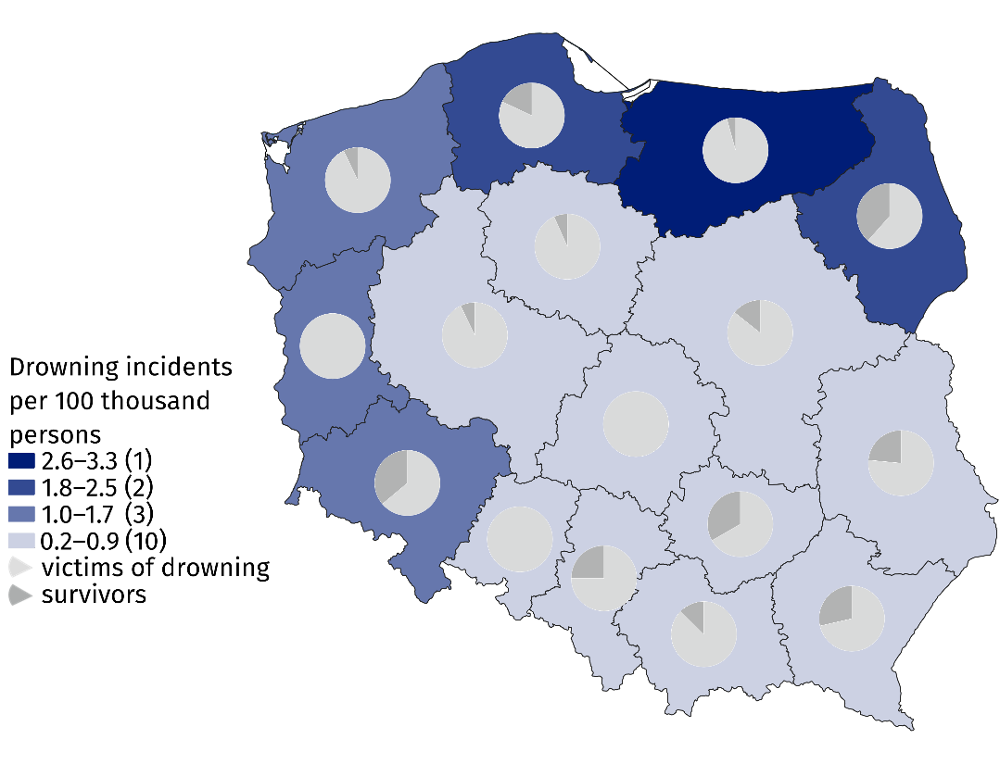 Drowning incidents
per 100 thousand
persons
2.6–3.3 (1)
1.8–2.5 (2)
1.0–1.7 (3)
0.2–0.9 (10)
victims of drowning
survivors